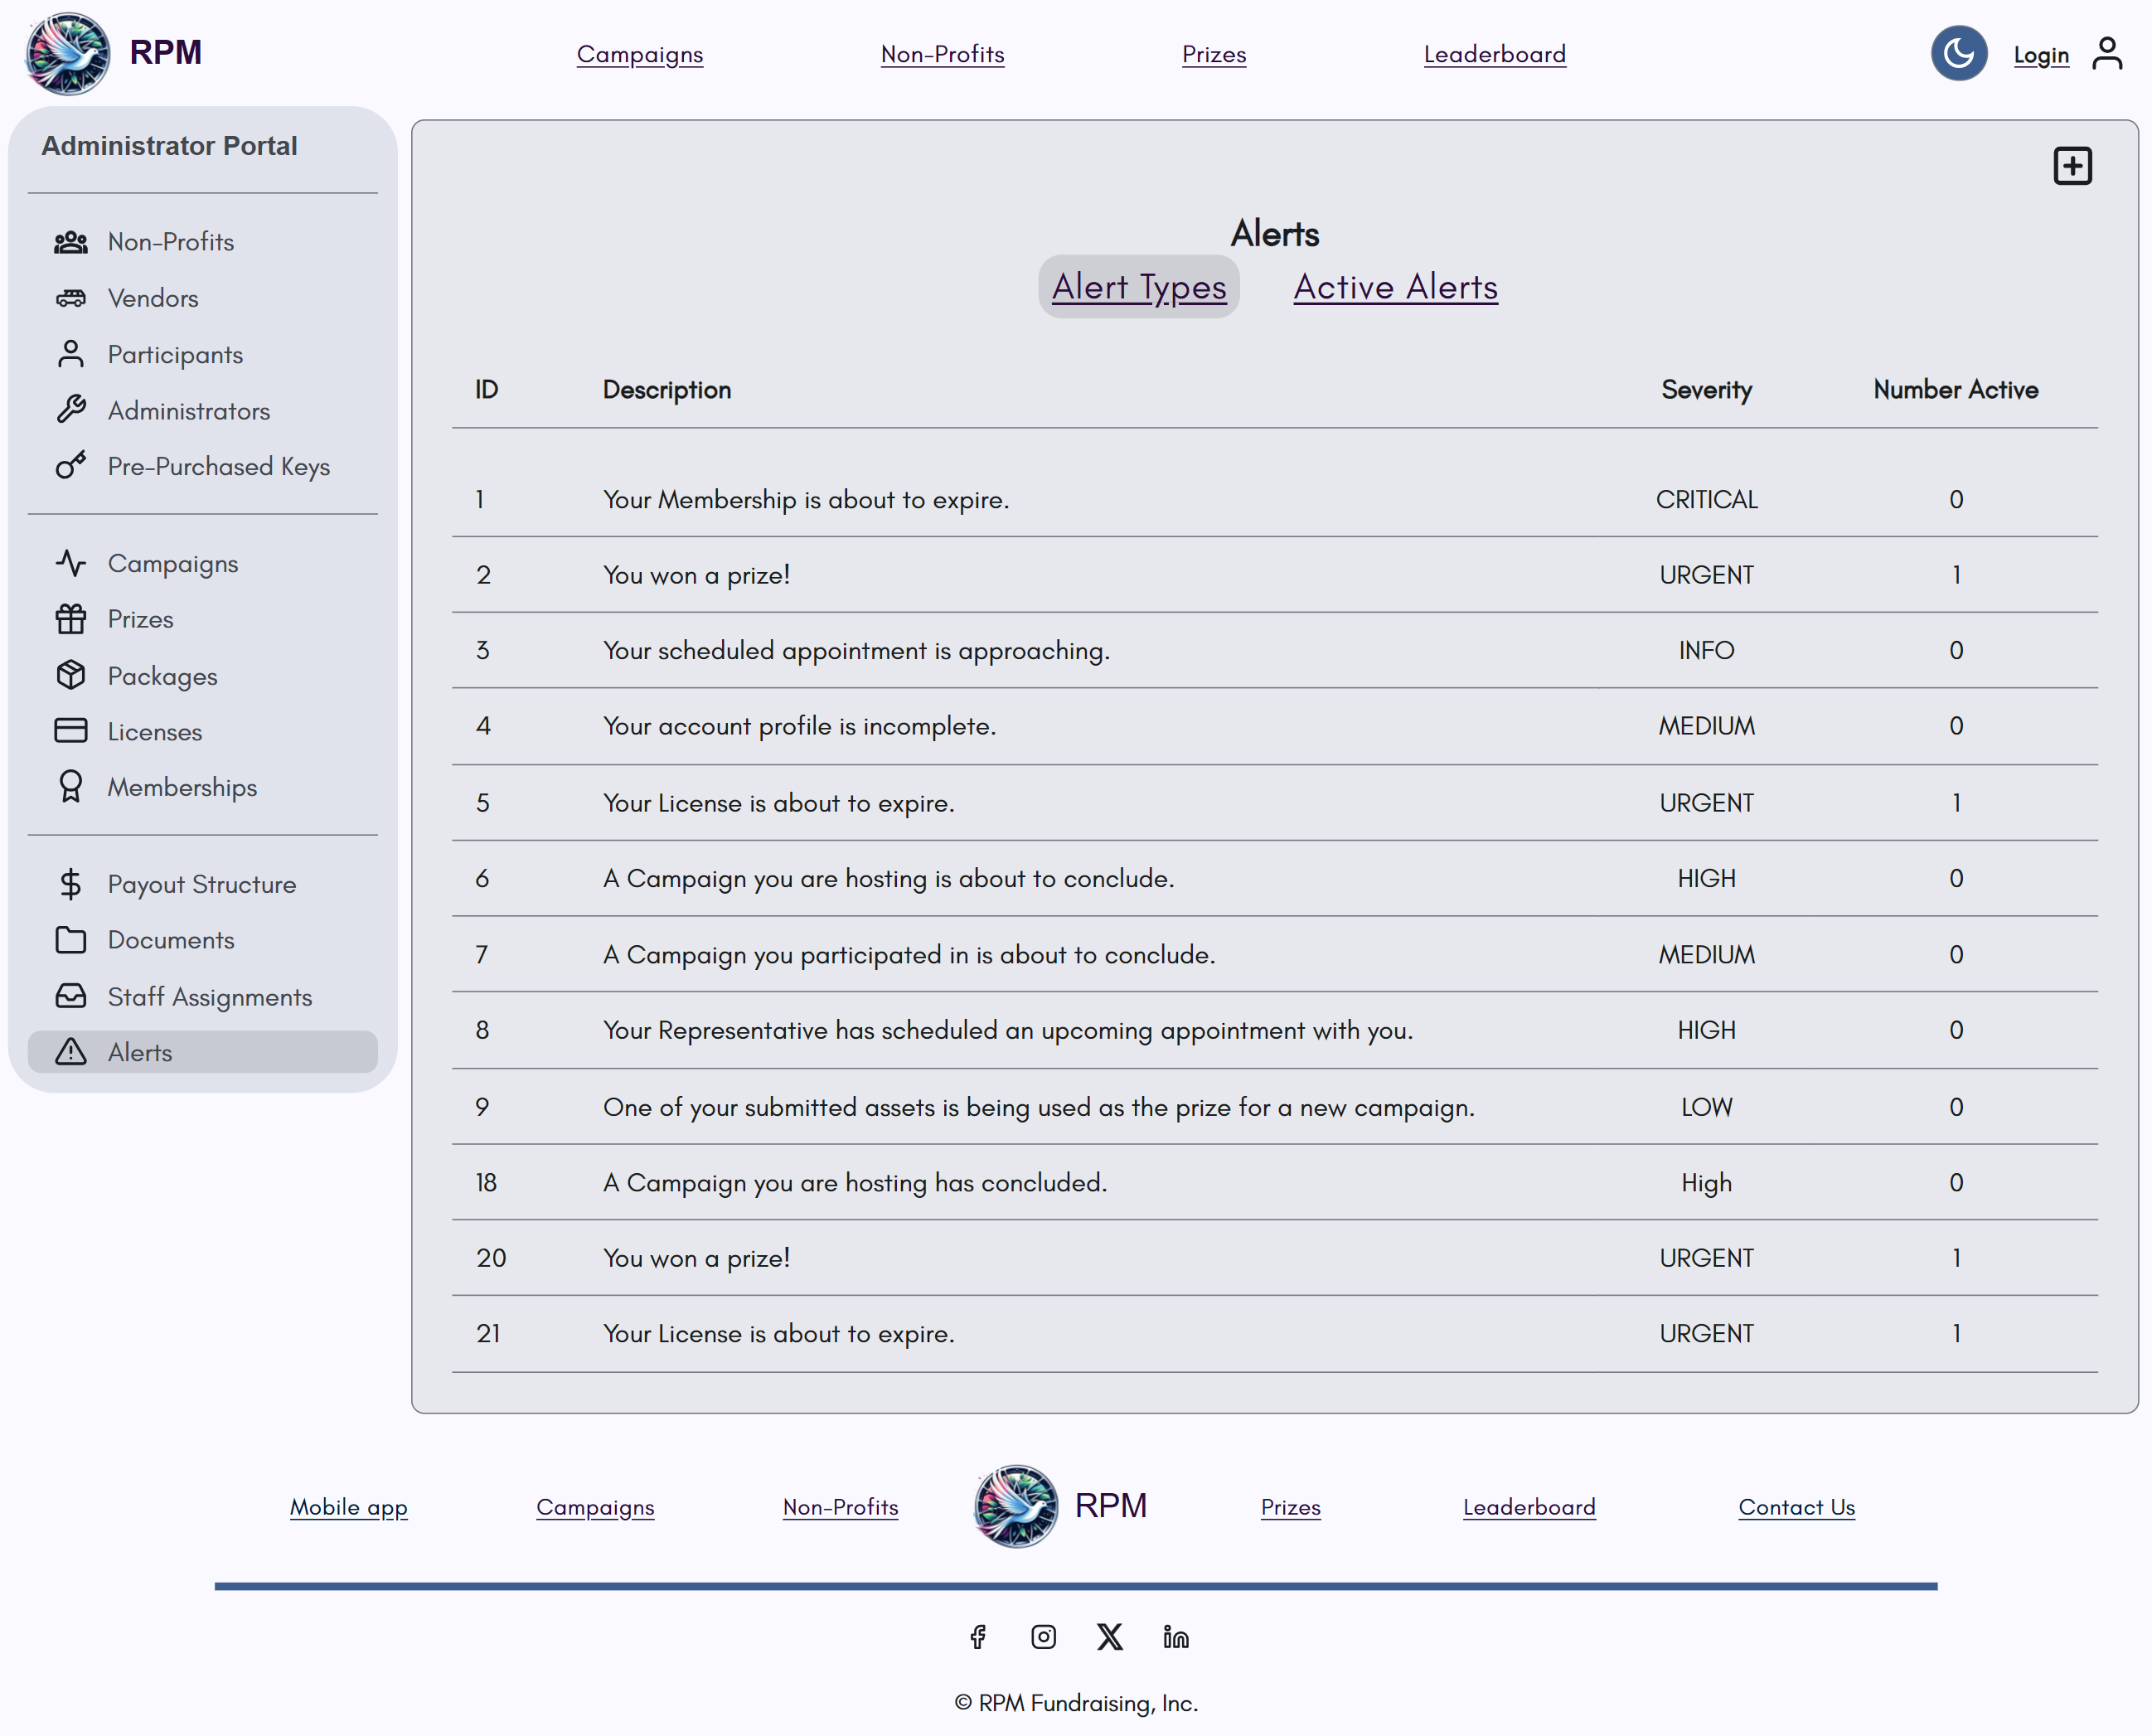 RPM
Campaigns Non-Profits Prizes Leaderboard Login
Administrator Portal
Non-Profits
Vendors
Participants
Administrators
Pre-Purchased Keys
Campaigns
Prizes
Packages
Licenses
Memberships
Payout Structure
Documents
Staff Assignments
Alerts
Alerts
Alert Types Active Alerts
ID Description Severity Number Active
1 Your Membership is about to expire. CRITICAL 0
2 You won a prize! URGENT 1
3 Your scheduled appointment is approaching. INFO 0
4 Your account profile is incomplete. MEDIUM 0
5 Your License is about to expire. URGENT 1
6 A Campaign you are hosting is about to conclude. HIGH 0
7 A Campaign you participated in is about to conclude. MEDIUM 0
8 Your Representative has scheduled an upcoming appointment with you. HIGH 0
9 One of your submitted assets is being used as the prize for a new campaign. LOW 0
18 A Campaign you are hosting has concluded. High 0
20 You won a prize! URGENT 1
21 Your License is about to expire. URGENT 1
Mobile app Campaigns Non-Profits RPM Prizes Leaderboard Contact Us
© RPM Fundraising, Inc.